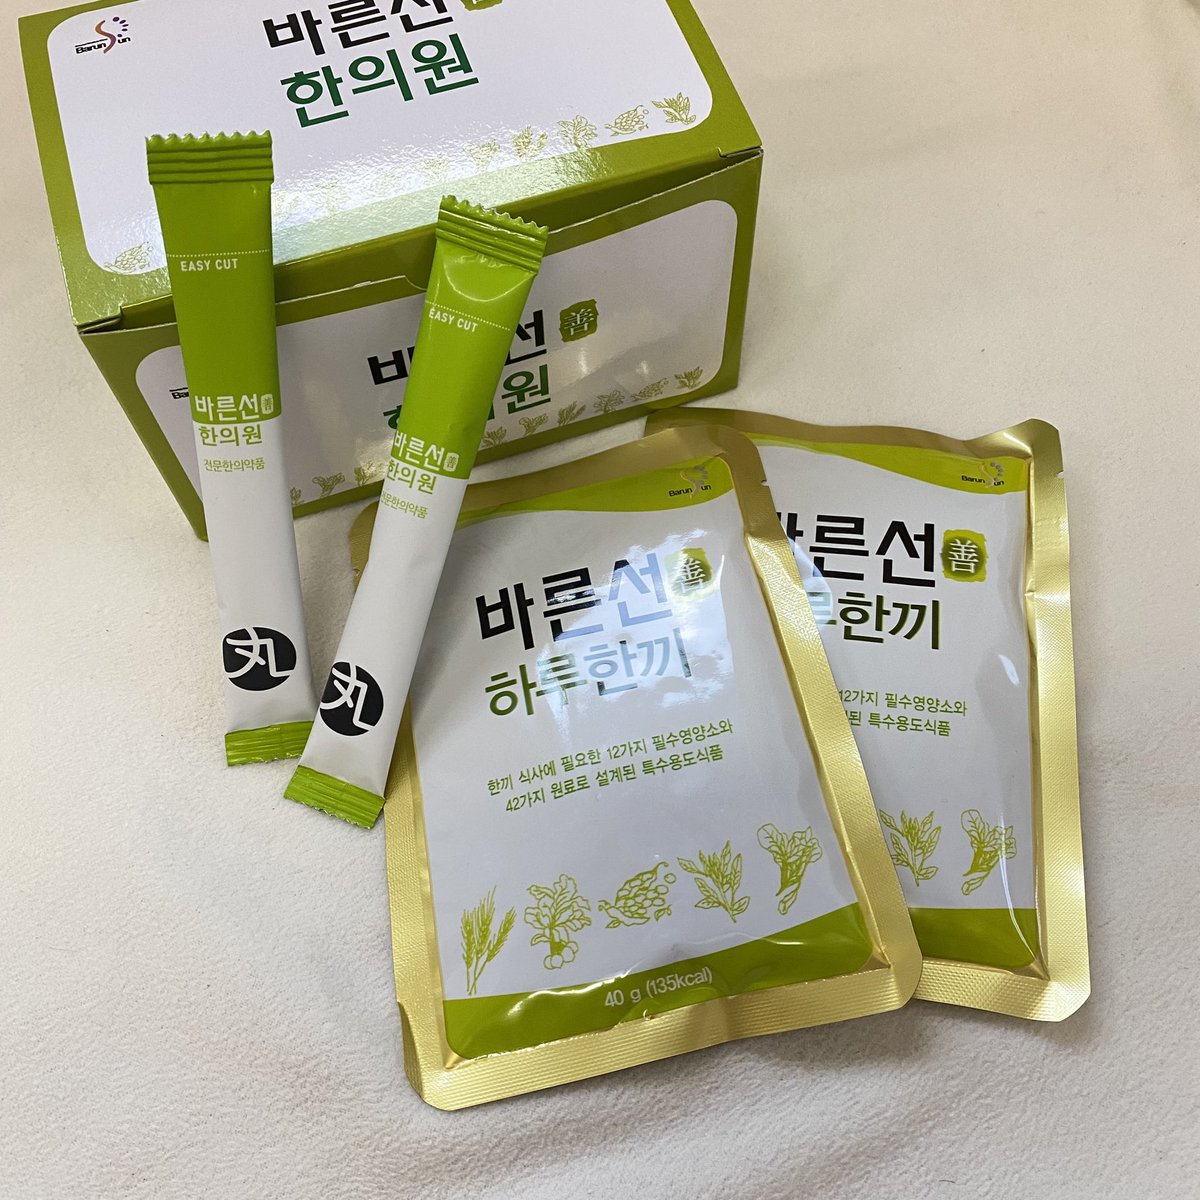 Barun Sun
바른선
한의원
바른선 善
한의원
EASY CUT
바른선 善
한의원
전문한의약품
丸
EASY CUT
바른선 善
한의원
전문한의약품
丸
Barun Sun
바른선 善
하루한끼
한끼 식사에 필요한 12가지 필수영양소와
42가지 원료로 설계된 특수용도식품
40 g (135kcal)
Barun Sun
바른선 善
하루한끼
12가지 필수영양소와
특수용도식품